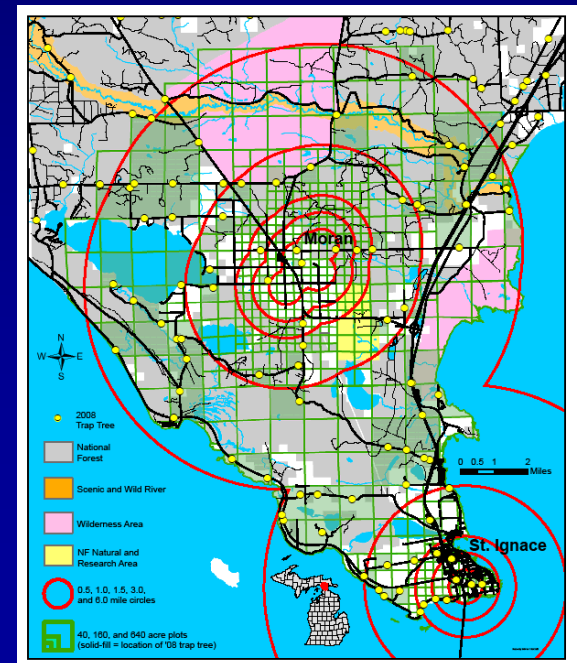 Moran
N
W E
S
2008
Trap Tree
National
Forest
0 0.5 1 2
Miles
Scenic and Wild River
Wilderness Area
St. Ignace
NF Natural and
Research Area
0.5, 1.0, 1.5, 3.0,
and 6.0 mile circles
40, 160, and 640 acre plots
(solid-fill = location of '08 trap tree)